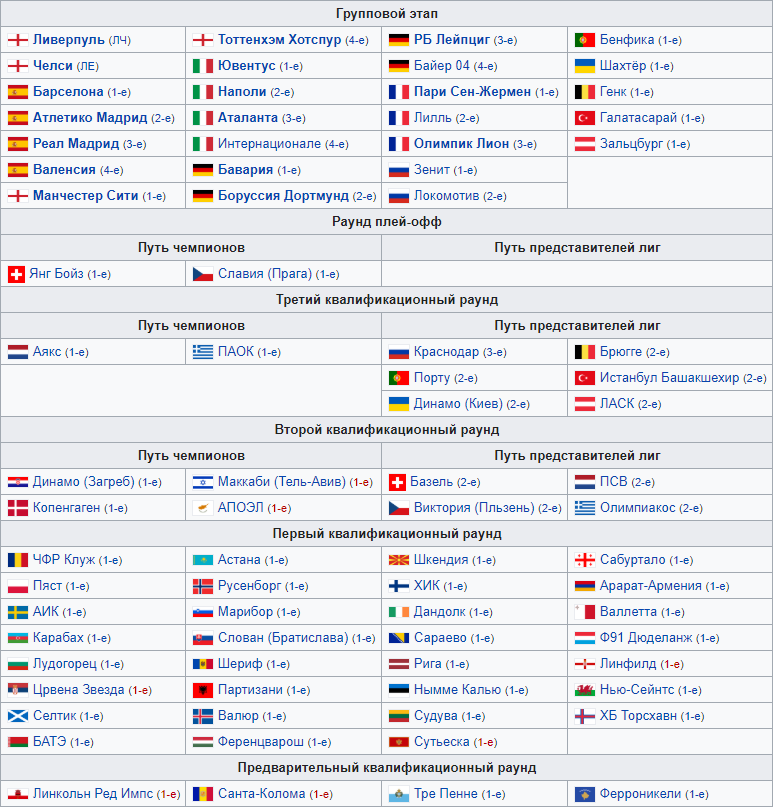 Групповой этап
Ливерпуль (ЛЧ) Тоттенхэм Хотспур (4-е) РБ Лейпциг (3-е) Бенфика (1-е)
Челси (ЛЕ) Ювентус (1-е) Байер 04 (4-е) Шахтёр (1-е)
Барселона (1-е) Наполи (2-е) Пари Сен-Жермен (1-е) Генк (1-е)
Атлетико Мадрид (2-е) Аталанта (3-е) Лилль (2-е) Галатасарай (1-е)
Реал Мадрид (3-е) Интернационале (4-е) Олимпик Лион (3-е) Зальцбург (1-е)
Валенсия (4-е) Бавария (1-е) Зенит (1-е)
Манчестер Сити (1-е) Боруссия Дортмунд (2-е) Локомотив (2-е)
Раунд плей-офф
Путь чемпионов Путь представителей лиг
Янг Бойз (1-е) Славия (Прага) (1-е)
Третий квалификационный раунд
Путь чемпионов Путь представителей лиг
Аякс (1-е) ПАОК (1-е) Краснодар (3-е) Брюгге (2-е)
Порту (2-е) Истанбул Башакшехир (2-е)
Динамо (Киев) (2-е) ЛАСК (2-е)
Второй квалификационный раунд
Путь чемпионов Путь представителей лиг
Динамо (Загреб) (1-е) Маккаби (Тель-Авив) (1-е) Базель (2-е) ПСВ (2-е)
Копенгаген (1-е) АПОЭЛ (1-е) Виктория (Пльзень) (2-е) Олимпиакос (2-е)
Первый квалификационный раунд
ЧФР Клуж (1-е) Астана (1-е) Шкендия (1-е) Сабуртало (1-е)
Пяст (1-е) Русенборг (1-е) ХИК (1-е) Арарат-Армения (1-е)
АИК (1-е) Марибор (1-е) Дандолк (1-е) Валлетта (1-е)
Карабах (1-е) Слован (Братислава) (1-е) Сараево (1-е) Ф91 Дюделанж (1-е)
Лудогорец (1-е) Шериф (1-е) Рига (1-е) Линфилд (1-е)
Црвена Звезда (1-е) Партизани (1-е) Нымме Калью (1-е) Нью-Сейнтс (1-е)
Селтик (1-е) Валюр (1-е) Судува (1-е) ХБ Торсхавн (1-е)
БАТЭ (1-е) Ференцварош (1-е) Сутьеска (1-е)
Предварительный квалификационный раунд
Линкольн Ред Импс (1-е) Санта-Колома (1-е) Тре Пенне (1-е) Ферроникели (1-е)